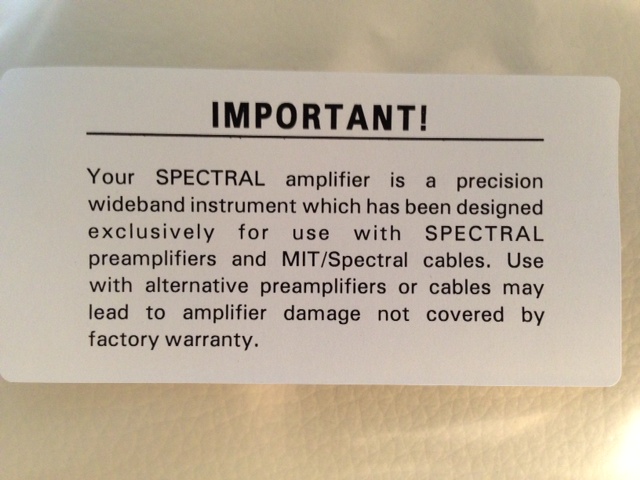 IMPORTANT!
Your SPECTRAL amplifier is a precision
wideband instrument which has been designed
exclusively for use with SPECTRAL
preamplifiers and MIT/Spectral cables. Use
with alternative preamplifiers or cables may
lead to amplifier damage not covered by
factory warranty.